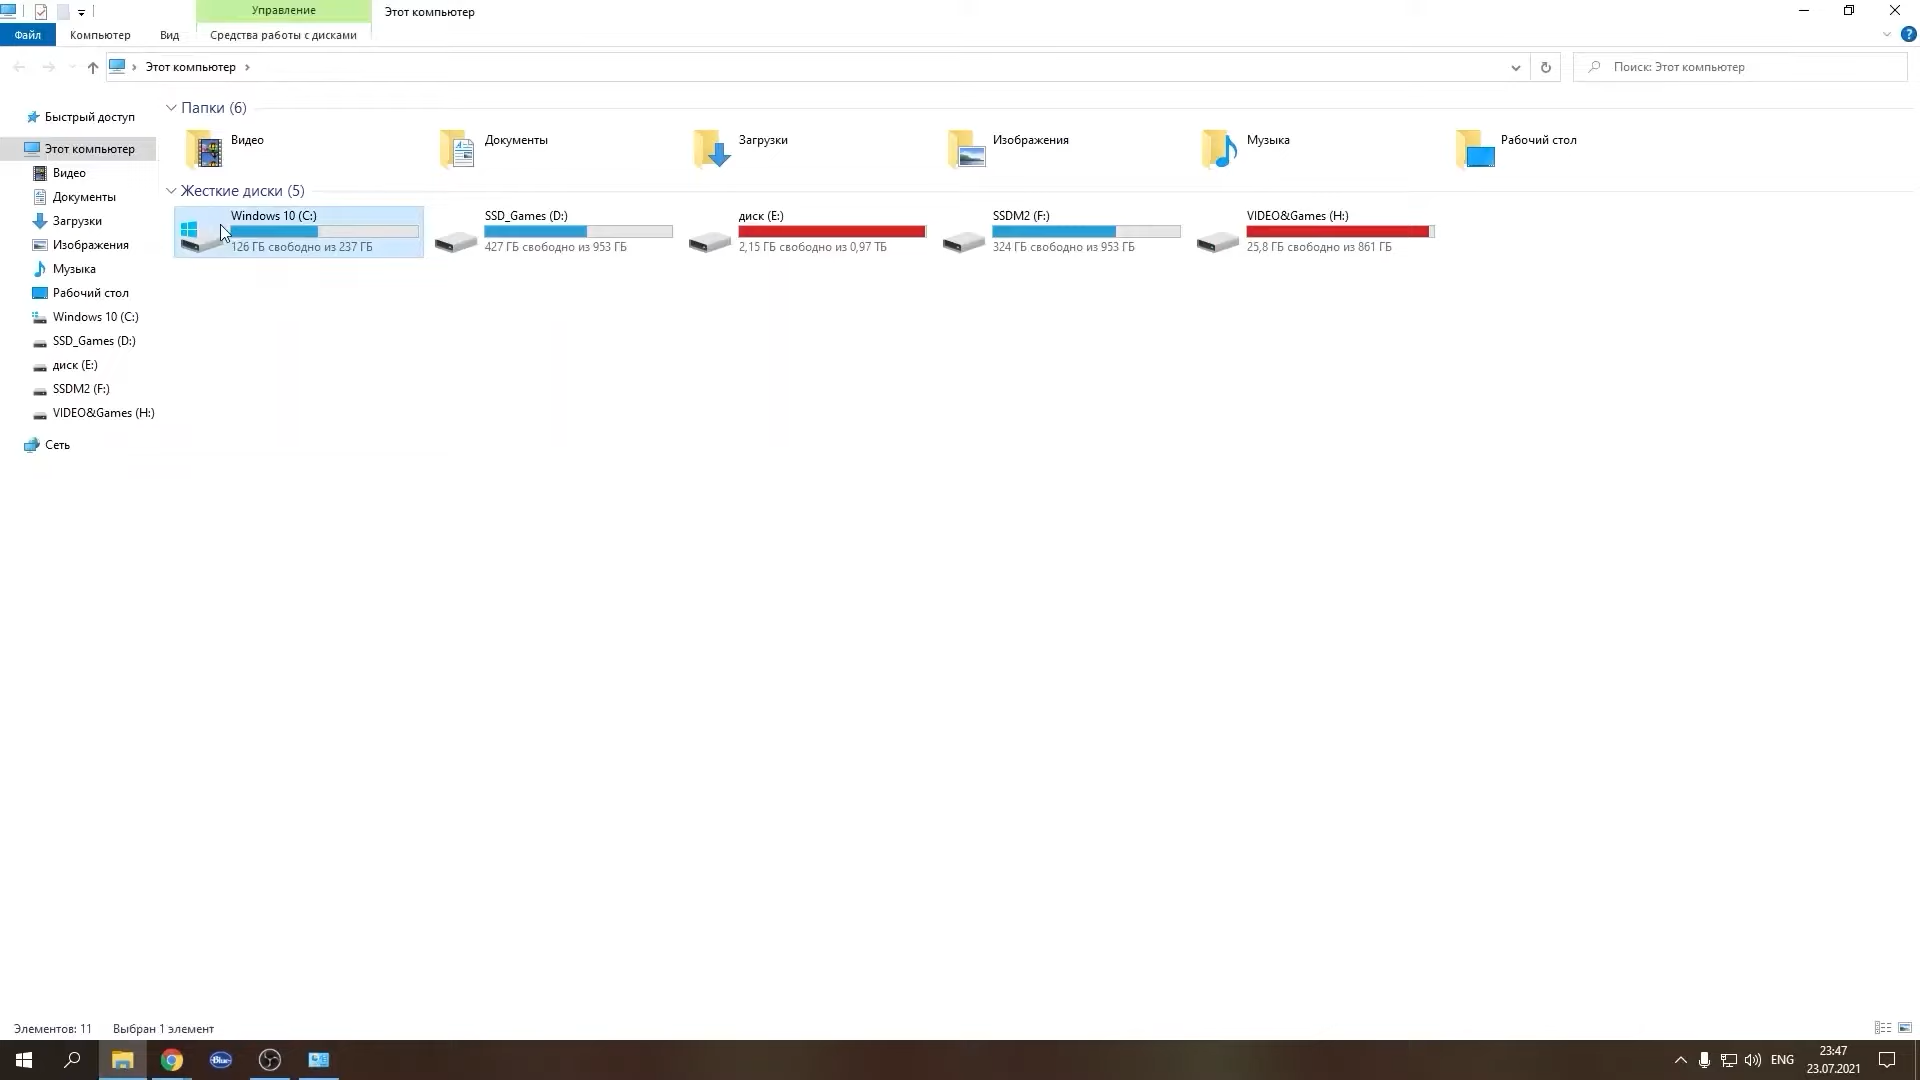 Управление
Этот компьютер
Файл
Компьютер
Вид
Средства работы с дисками
Этот компьютер
Поиск: Этот компьютер
Быстрый доступ
Этот компьютер
Видео
Документы
Загрузки
Изображения
Музыка
Рабочий стол
Windows 10 (C:)
SSD_Games (D:)
диск (E:)
SSDM2 (F:)
VIDEO&Games (H:)
Сеть
Папки (6)
Видео
Документы
Загрузки
Изображения
Музыка
Рабочий стол
Жесткие диски (5)
Windows 10 (C:)
126 ГБ свободно из 237 ГБ
SSD_Games (D:)
427 ГБ свободно из 953 ГБ
диск (E:)
2,15 ГБ свободно из 0,97 ТБ
SSDM2 (F:)
324 ГБ свободно из 953 ГБ
VIDEO&Games (H:)
25,8 ГБ свободно из 861 ГБ
Элементов: 11
Выбран 1 элемент
Blue
ENG
23:47
23.07.2021